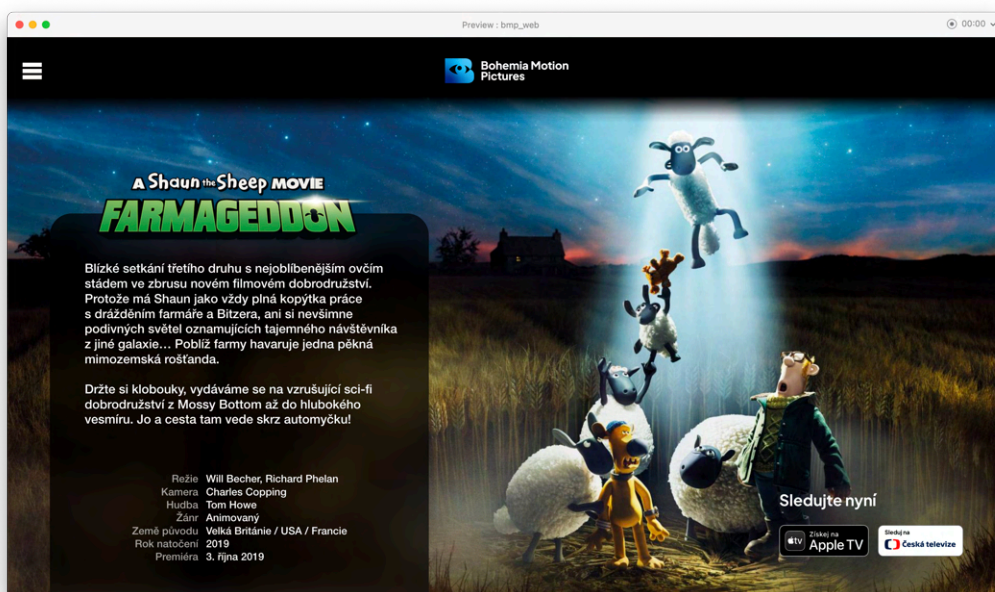 Preview : bmp_web
00:00
Bohemia Motion
Pictures
A Shaun the Sheep MOVIE
FARMAGEDDON
Blízké setkání třetího druhu s nejoblíbenějším ovčím
stádem ve zbrusu novém filmovém dobrodružství.
Protože má Shaun jako vždy plná kopýtka práce
s drážděním farmáře a Bitzera, ani si nevšimne
podivných světel oznamujících tajemného návštěvníka
z jiné galaxie… Poblíž farmy havaruje jedna pěkná
mimozemská rošťanda.
Držte si klobouky, vydáváme se na vzrušující sci-fi
dobrodružství z Mossy Bottom až do hlubokého
vesmíru. Jo a cesta tam vede skrz automyčku!
Režie Will Becher, Richard Phelan
Kamera Charles Copping
Hudba Tom Howe
Žánr Animovaný
Země původu Velká Británie / USA / Francie
Rok natočení 2019
Premiéra 3. října 2019
Sledujte nyní
tv Získej na
Apple TV
Sleduj na
Česká televize